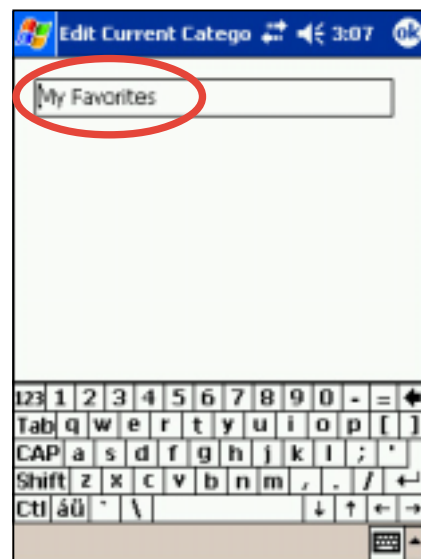 Edit Current Catego 3:07 ok
My Favorites
123 1 2 3 4 5 6 7 8 9 0 - =
Tab q w e r t y u i o p [ ]
CAP a s d f g h j k l ; '
Shift z x c v b n m , . /
Ctl áü ` \